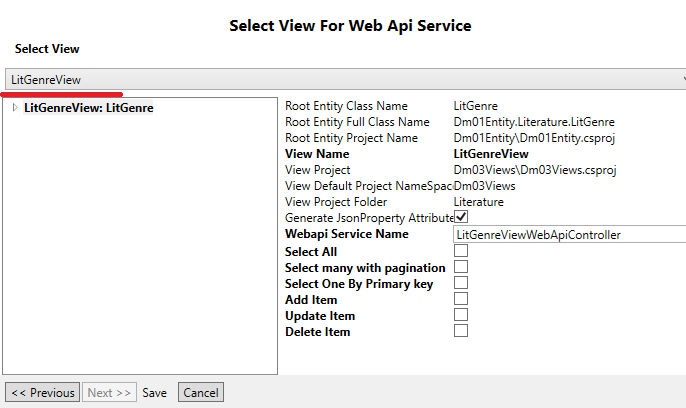 Select View For Web Api Service
Select View
LitGenreView
LitGenreView: LitGenre
Root Entity Class Name LitGenre
Root Entity Full Class Name Dm01Entity.Literature.LitGenre
Root Entity Project Name Dm01Entity\Dm01Entity.csproj
View Name LitGenreView
View Project Dm03Views\Dm03Views.csproj
View Default Project NameSpac Dm03Views
View Project Folder Literature
Generate JsonProperty Attribute
Webapi Service Name LitGenreViewWebApiController
Select All
Select many with pagination
Select One By Primary key
Add Item
Update Item
Delete Item
<< Previous Next >> Save Cancel